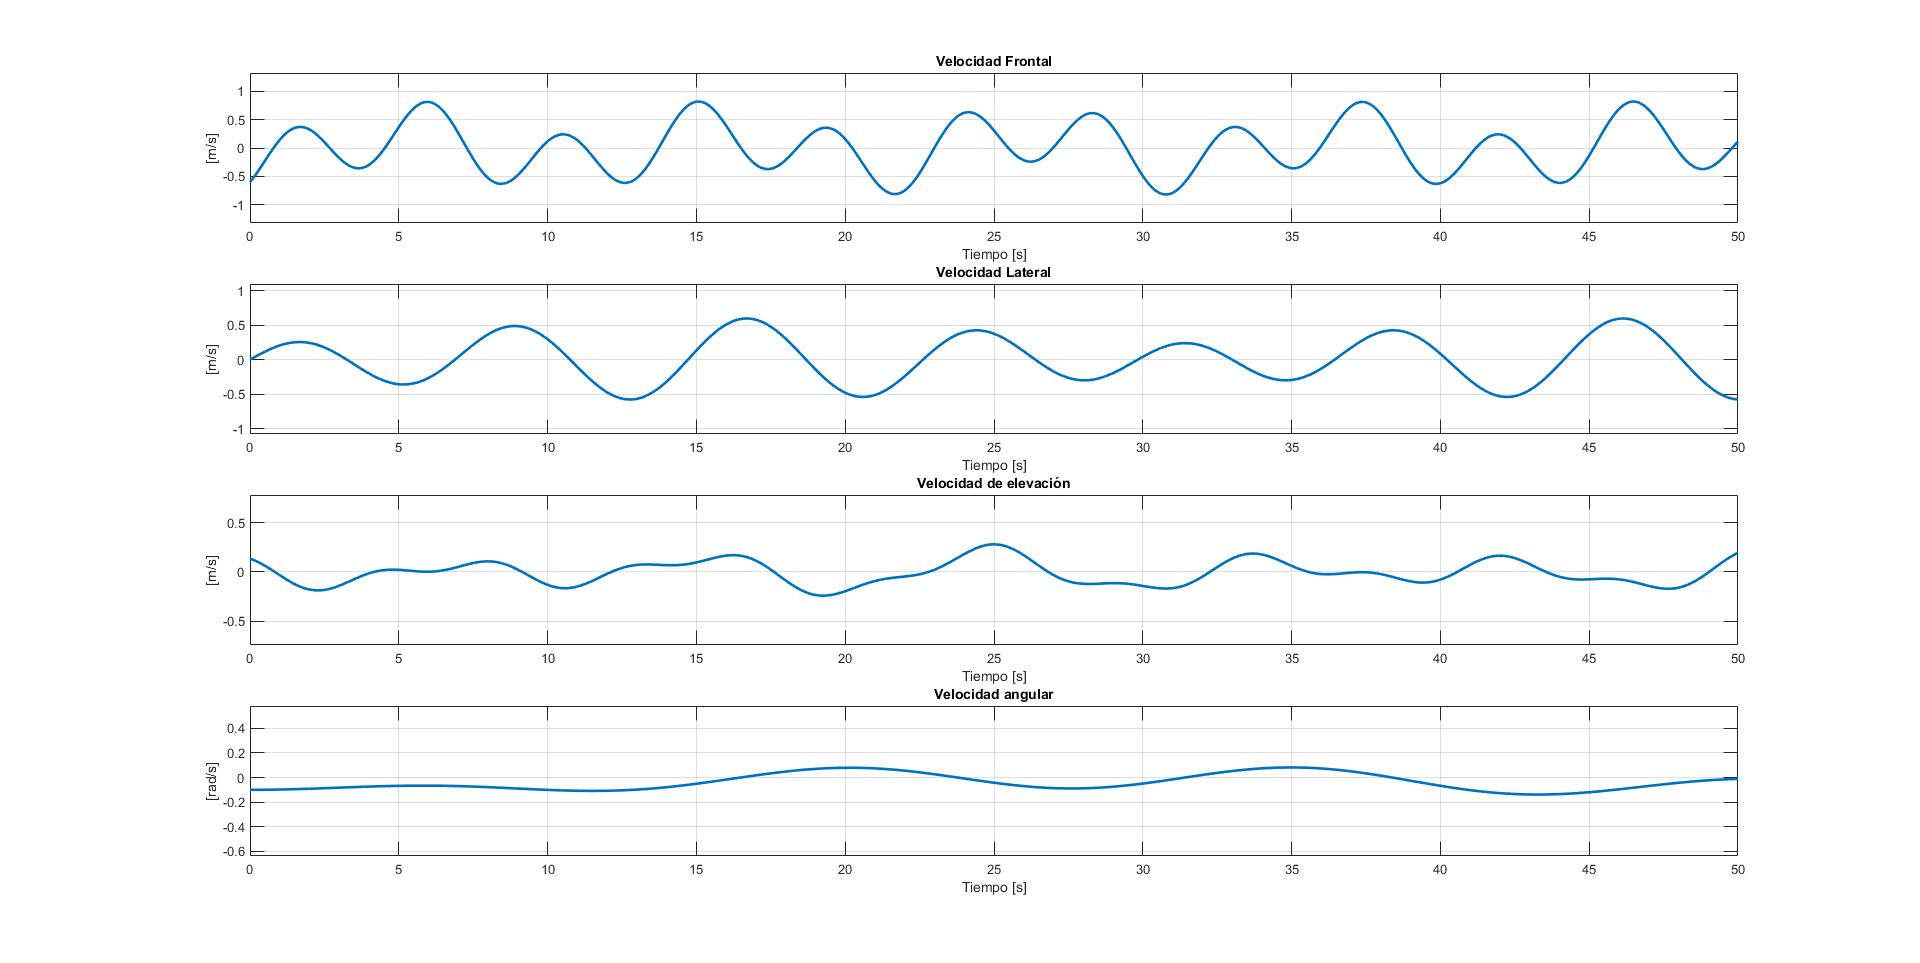 Velocidad Frontal
1
0.5
0
-0.5
-1
[m/s]
0 5 10 15 20 25 30 35 40 45 50
Tiempo [s]
Velocidad Lateral
1
0.5
0
-0.5
-1
[m/s]
0 5 10 15 20 25 30 35 40 45 50
Tiempo [s]
Velocidad de elevación
0.5
0
-0.5
[m/s]
0 5 10 15 20 25 30 35 40 45 50
Tiempo [s]
Velocidad angular
0.4
0.2
0
-0.2
-0.4
-0.6
[rad/s]
0 5 10 15 20 25 30 35 40 45 50
Tiempo [s]